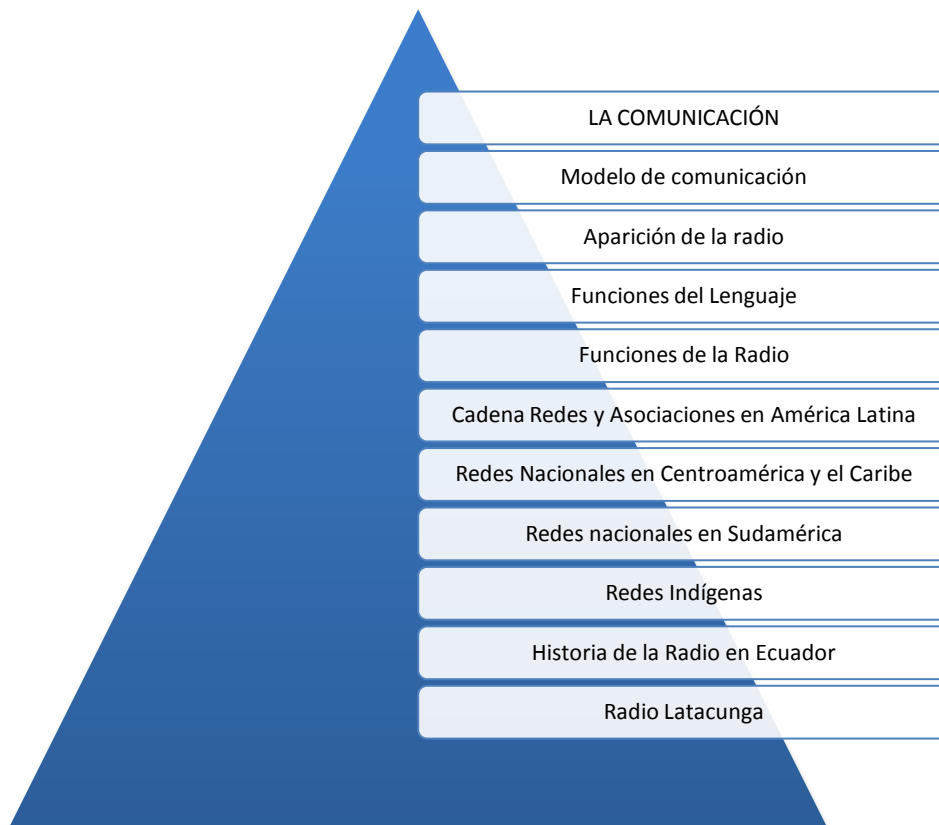 LA COMUNICACIÓN
Modelo de comunicación
Aparición de la radio
Funciones del Lenguaje
Funciones de la Radio
Cadena Redes y Asociaciones en América Latina
Redes Nacionales en Centroamérica y el Caribe
Redes nacionales en Sudamérica
Redes Indígenas
Historia de la Radio en Ecuador
Radio Latacunga